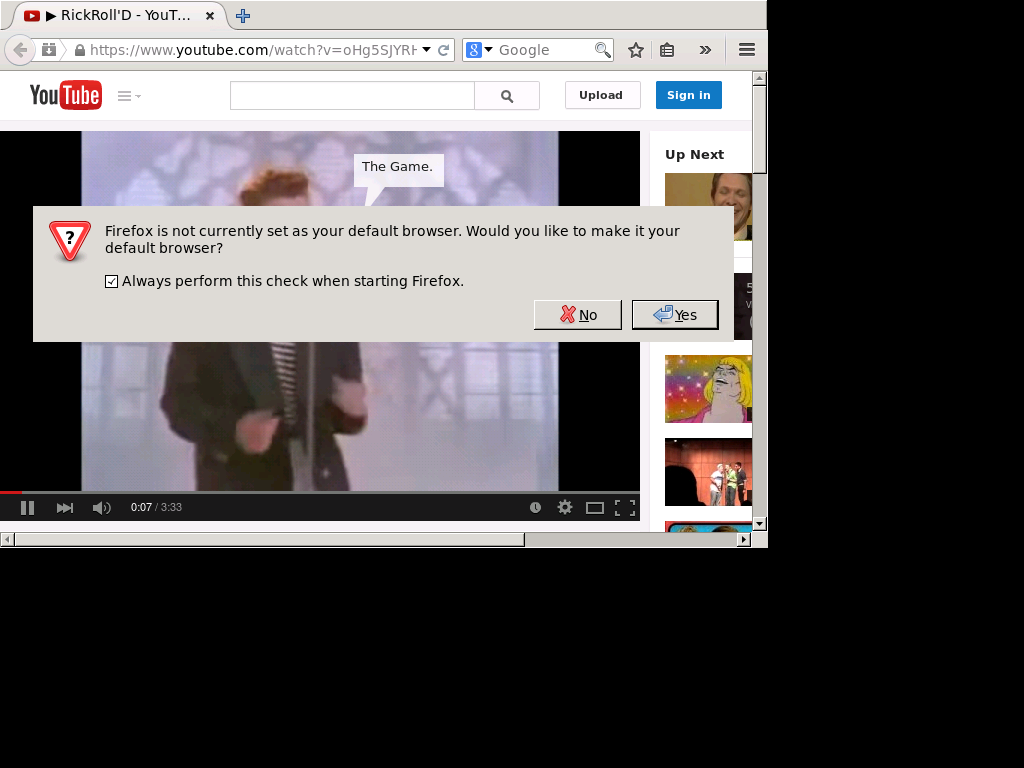 ▶ RickRoll'D - YouT...
https://www.youtube.com/watch?v=oHg5SJYRH
Google
YouTube
Upload
Sign in
The Game.
Up Next
Firefox is not currently set as your default browser. Would you like to make it your
default browser?
Always perform this check when starting Firefox.
No
Yes
0:07 / 3:33